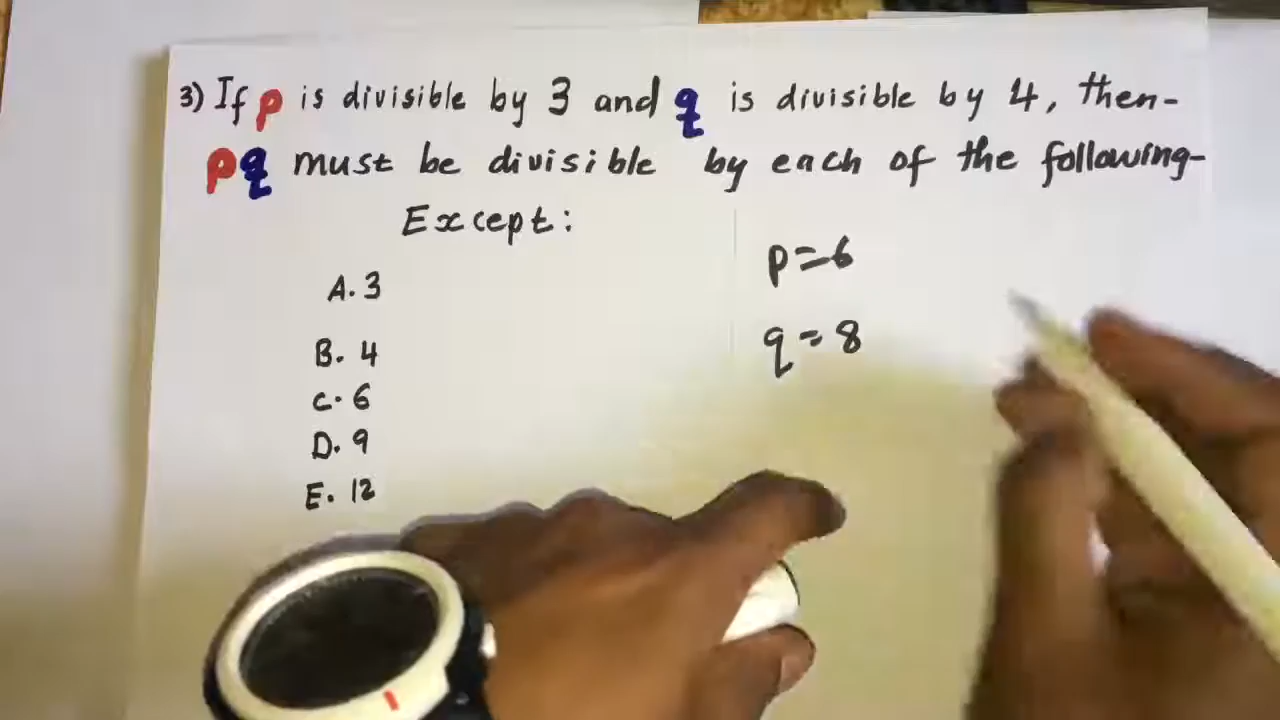 3) If p is divisible by 3 and q is divisible by 4, then-
pq must be divisible by each of the following-
Except:
A. 3
B. 4
C. 6
D. 9
E. 12
p=6
q=8